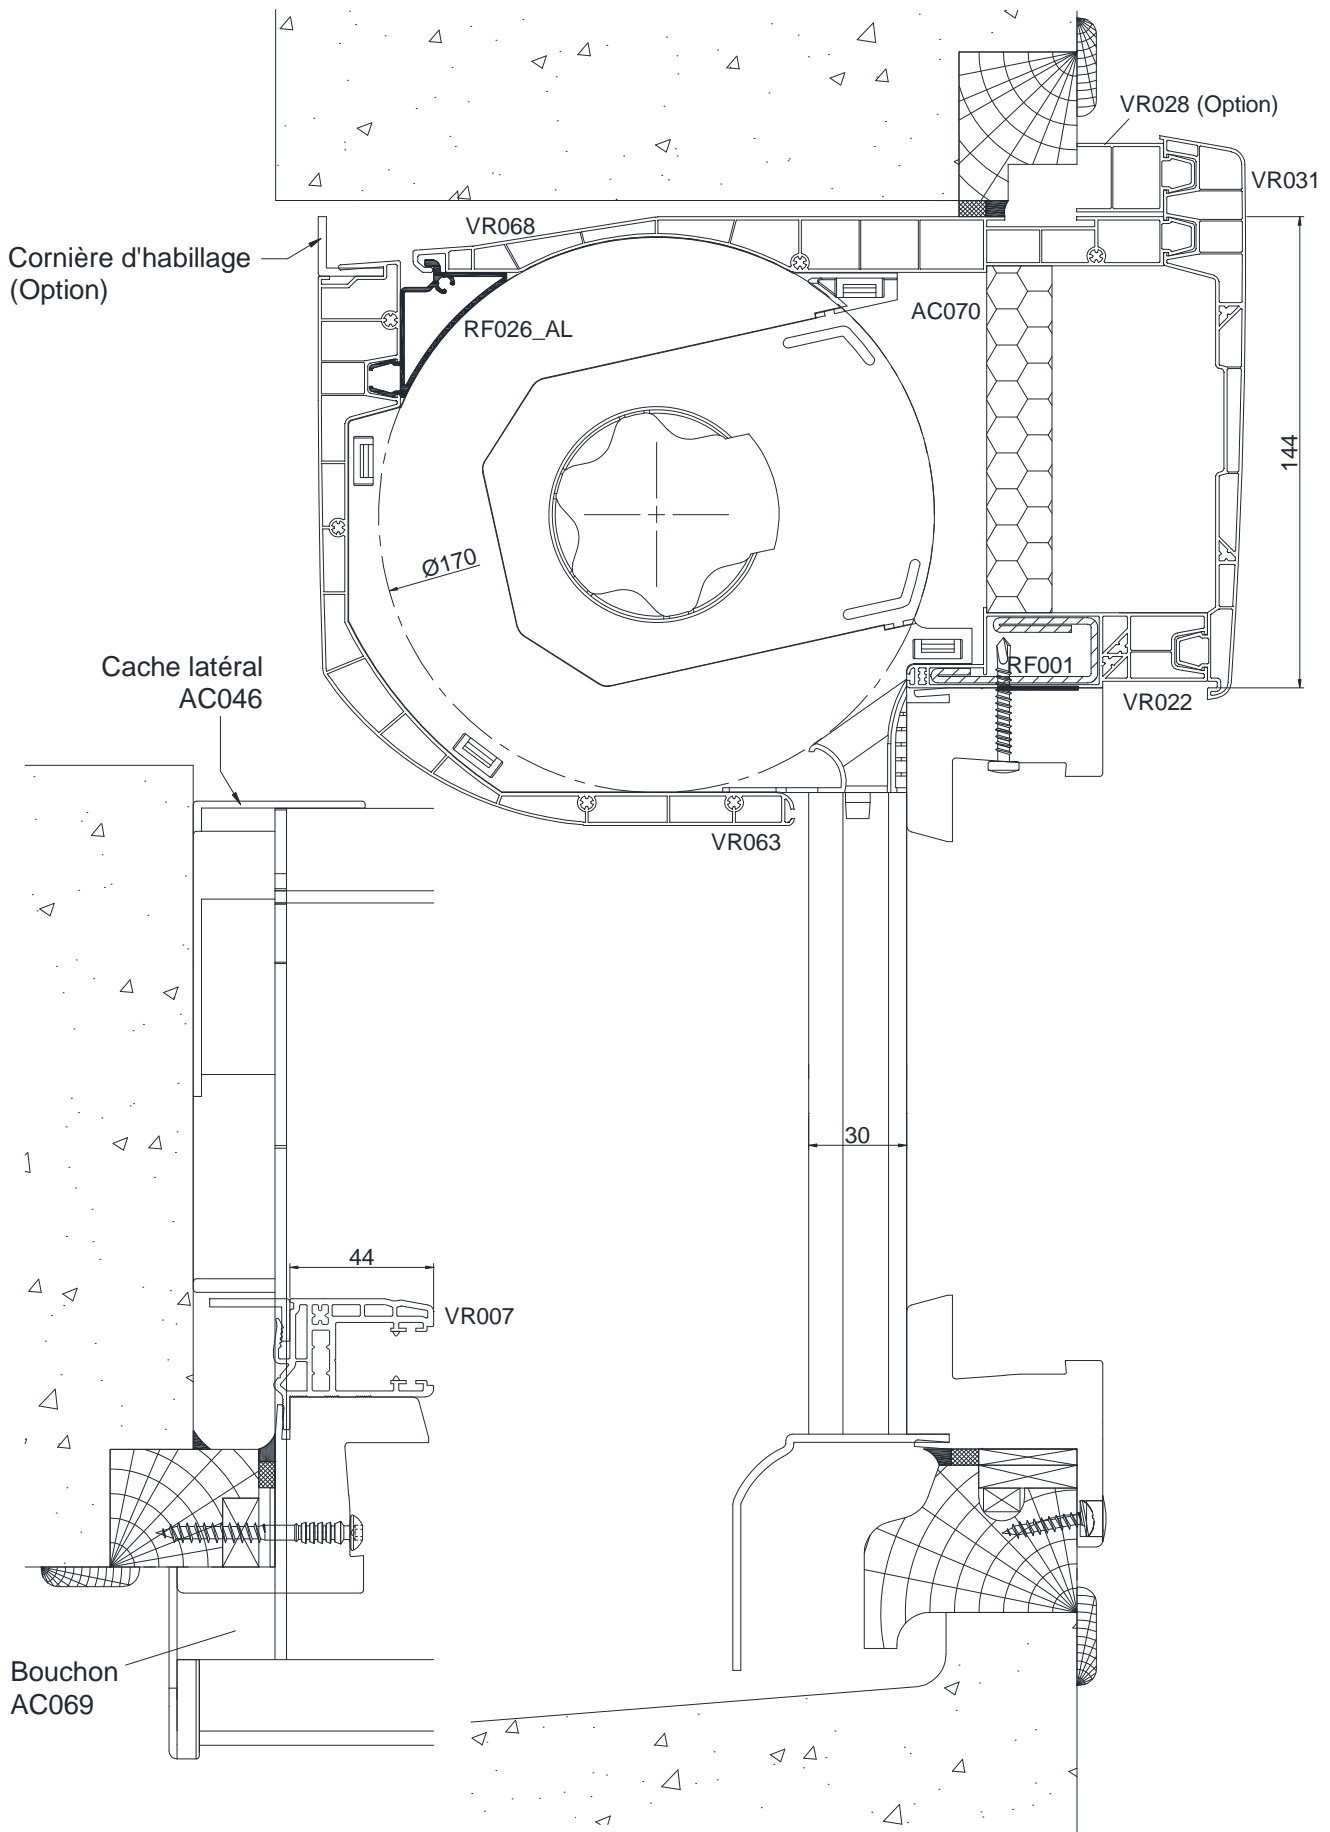 VR028 (Option)
VR031
VR068
Cornière d'habillage
(Option)
AC070
RF026_AL
144
Ø170
Cache latéral
AC046
RF001
VR022
VR063
30
44
VR007
Bouchon
AC069